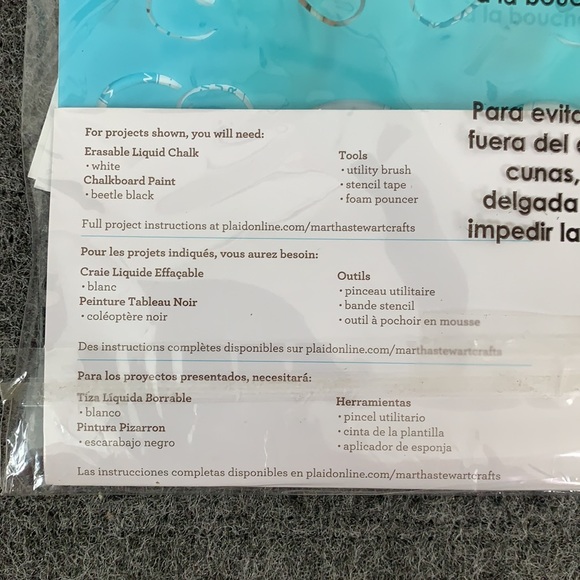 à la bouche
Para evita
fuera del
cunas,
delgada
impedir la
For projects shown, you will need:
Erasable Liquid Chalk
• white
Chalkboard Paint
• beetle black
Tools
• utility brush
• stencil tape
• foam pouncer
Full project instructions at plaidonline.com/marthastewartcrafts
Pour les projets indiqués, vous aurez besoin:
Craie Liquide Effaçable
• blanc
Peinture Tableau Noir
• coléoptère noir
Outils
• pinceau utilitaire
• bande stencil
• outil à pochoir en mousse
Des instructions complètes disponibles sur plaidonline.com/marthastewartcrafts
Para los proyectos presentados, necesitará:
Tiza Líquida Borrable
• blanco
Pintura Pizarron
• escarabajo negro
Herramientas
• pincel utilitario
• cinta de la plantilla
• aplicador de esponja
Las instrucciones completas disponibles en plaidonline.com/marthastewartcrafts